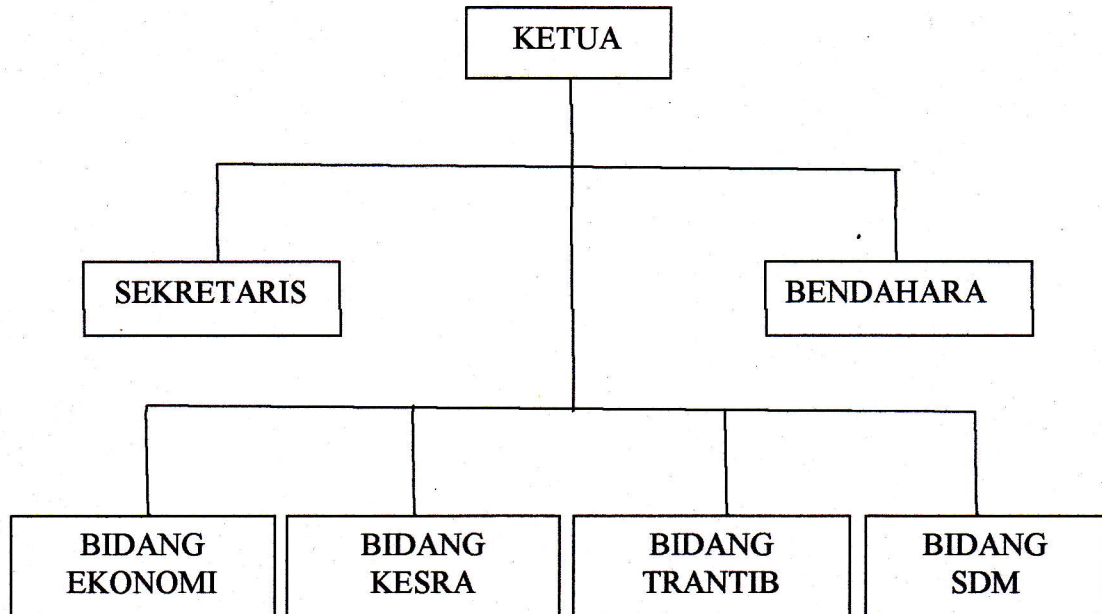 KETUA
SEKRETARIS
BENDAHARA
BIDANG
EKONOMI
BIDANG
KESRA
BIDANG
TRANTIB
BIDANG
SDM